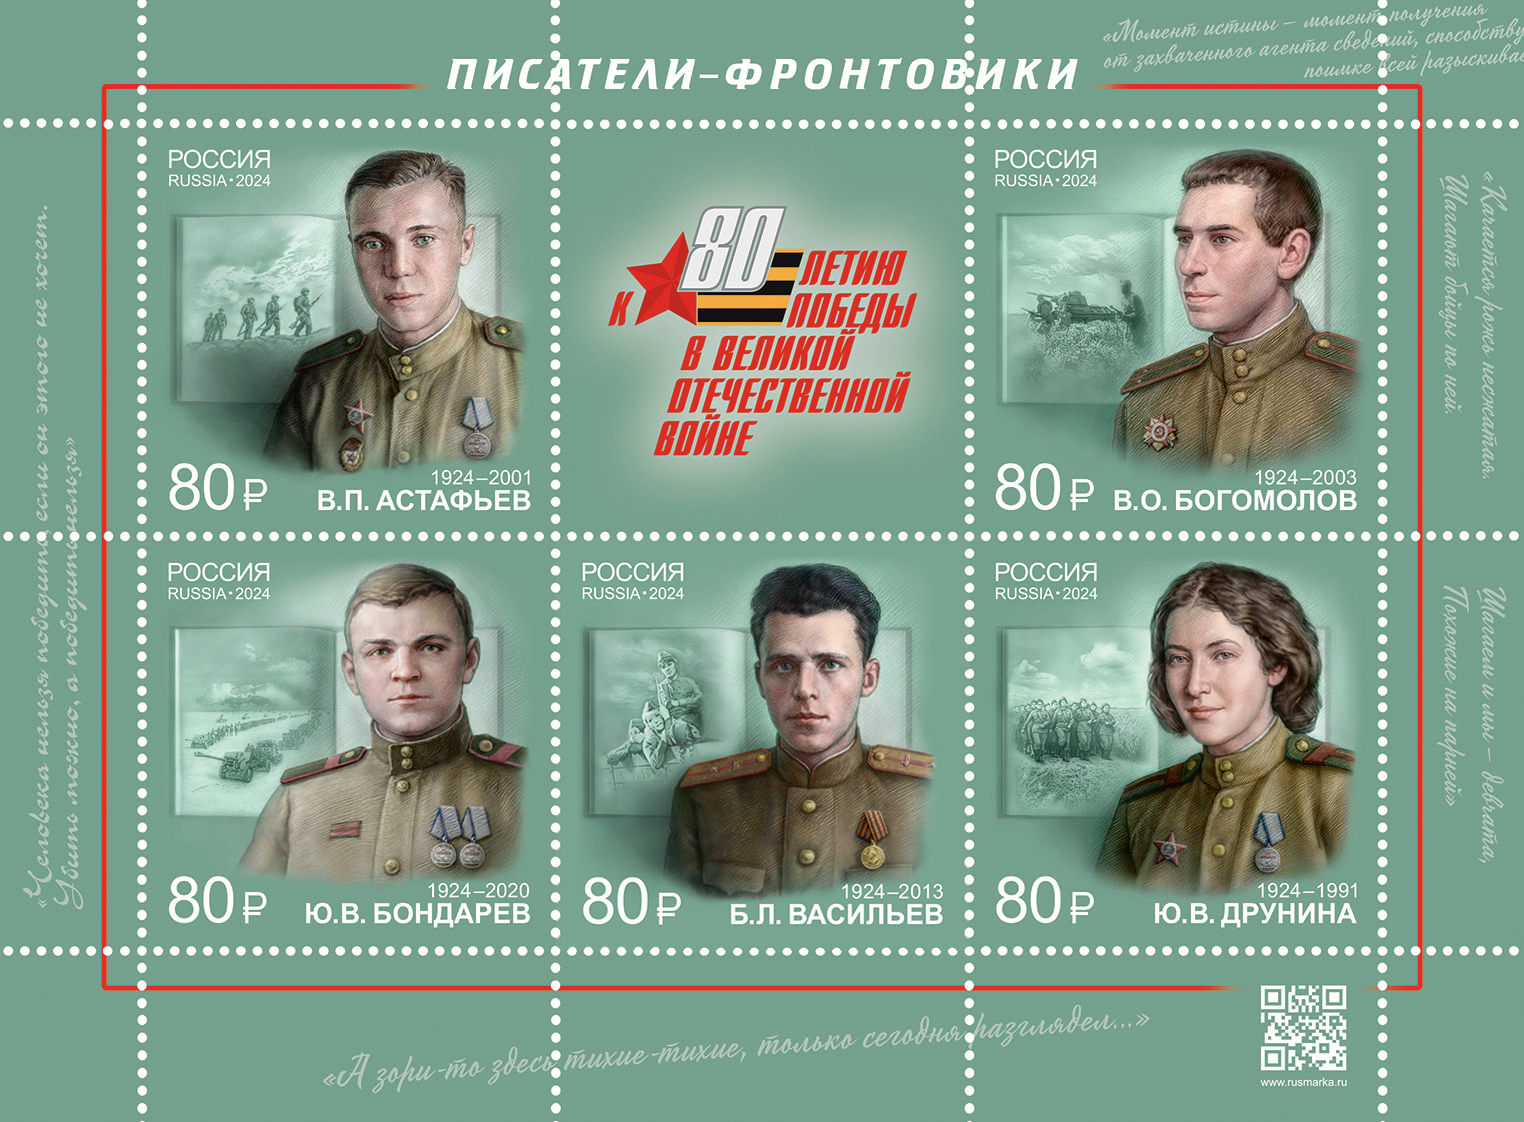 «Момент истины – момент получения
от захваченного агента сведений, способству
поимке всей разыскивае
ПИСАТЕЛИ–ФРОНТОВИКИ
РОССИЯ
RUSSIA • 2024
80 ₽
1924–2001
В.П. АСТАФЬЕВ
К 80 ЛЕТИЮ
ПОБЕДЫ
В ВЕЛИКОЙ
ОТЕЧЕСТВЕННОЙ
ВОЙНЕ
РОССИЯ
RUSSIA • 2024
80 ₽
1924–2003
В.О. БОГОМОЛОВ
«Качается рожь несжатая.
Шагают бойцы по ней.
Шагаем и мы – девчата,
Похожие на парней»
«Человека нельзя победить, если он этого не хочет.
Убить можно, а победить нельзя»
РОССИЯ
RUSSIA • 2024
80 ₽
1924–2020
Ю.В. БОНДАРЕВ
РОССИЯ
RUSSIA • 2024
80 ₽
1924–2013
Б.Л. ВАСИЛЬЕВ
РОССИЯ
RUSSIA • 2024
80 ₽
1924–1991
Ю.В. ДРУНИНА
«А зори-то здесь тихие-тихие, только сегодня разглядел...»
www.rusmarka.ru